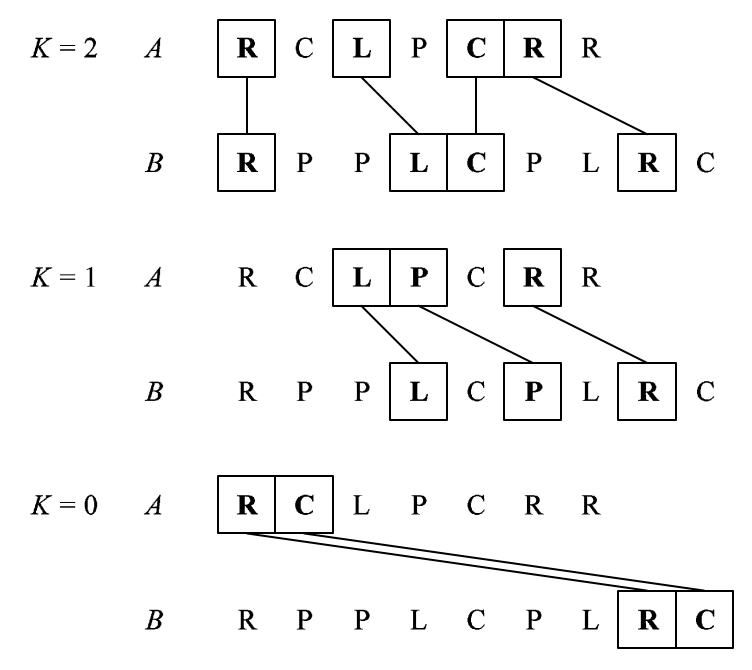 K = 2 A R C L P C R R
B R P P L C P L R C
K = 1 A R C L P C R R
B R P P L C P L R C
K = 0 A R C L P C R R
B R P P L C P L R C